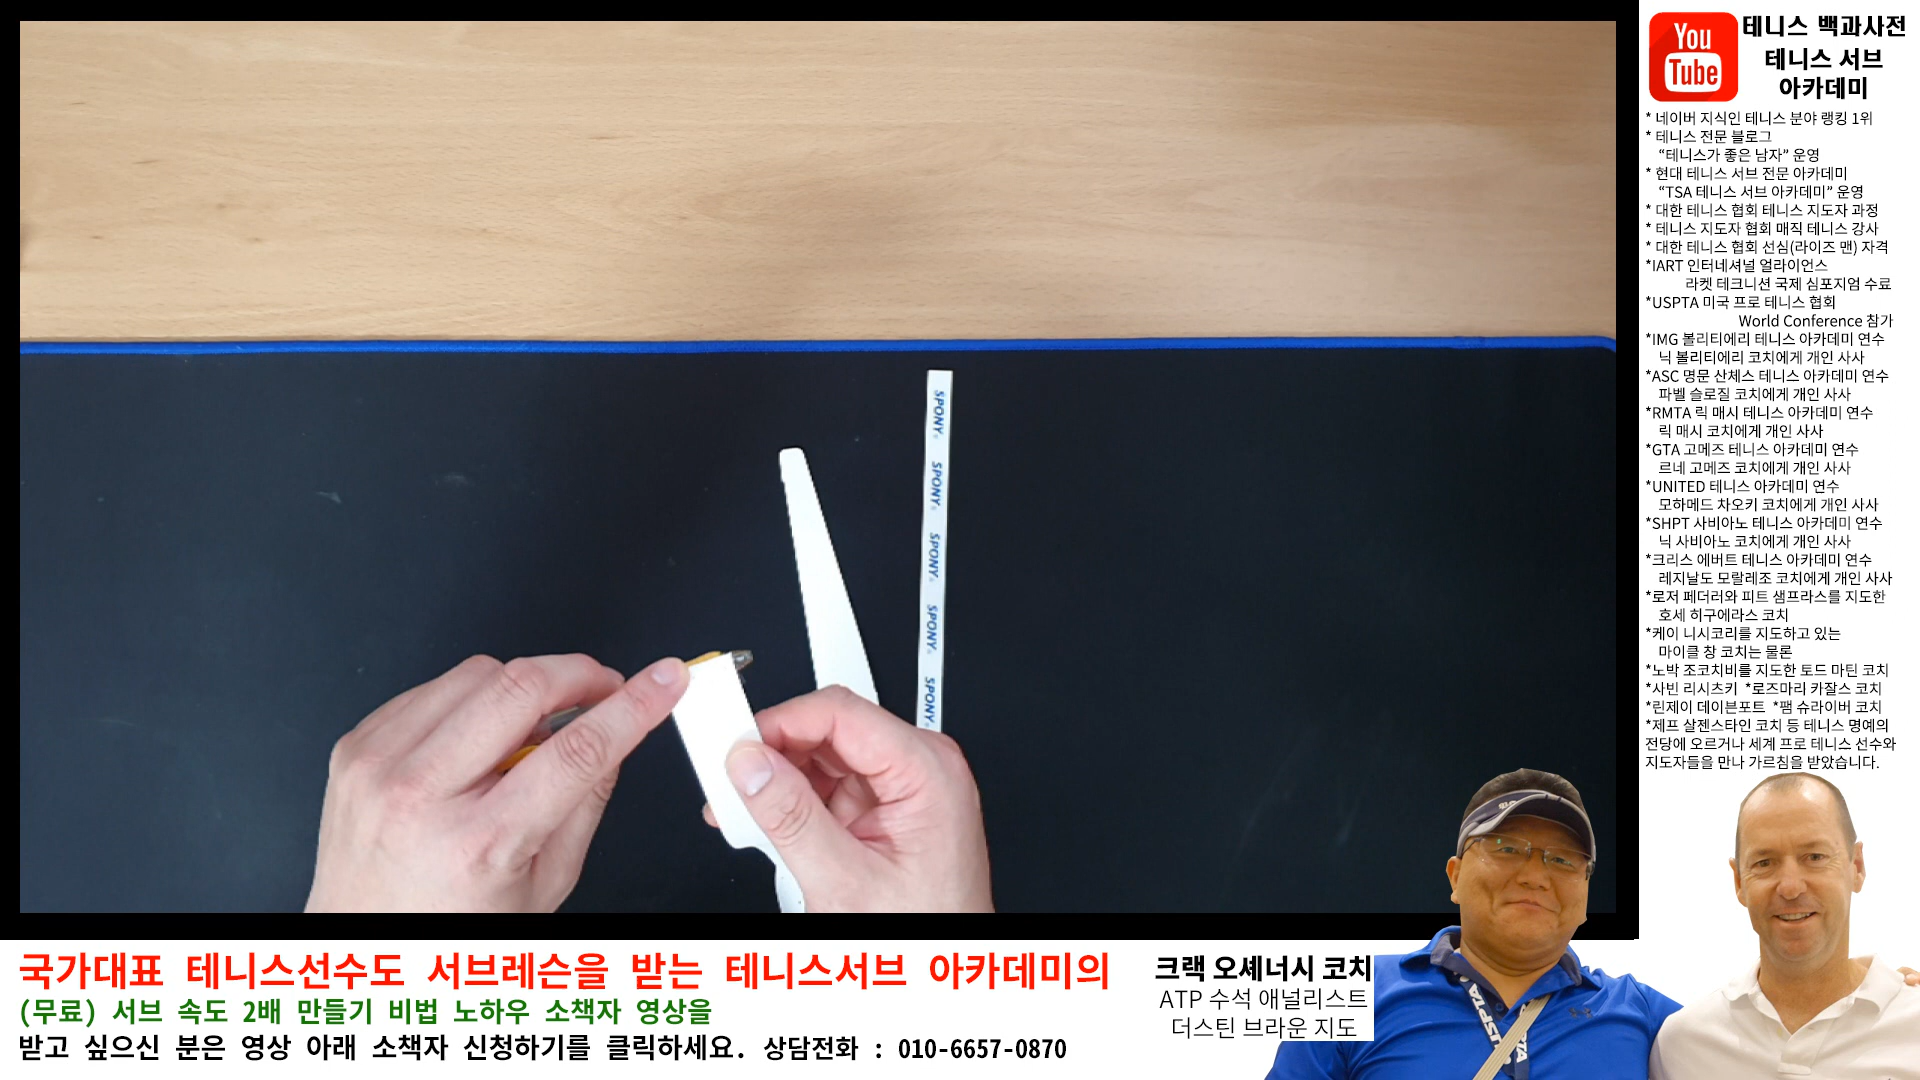 You
Tube
테니스 백과사전
테니스 서브
아카데미
* 네이버 지식인 테니스 분야 랭킹 1위
* 테니스 전문 블로그
“테니스가 좋은 남자” 운영
* 현대 테니스 서브 전문 아카데미
“TSA 테니스 서브 아카데미” 운영
* 대한 테니스 협회 테니스 지도자 과정
* 테니스 지도자 협회 매직 테니스 강사
* 대한 테니스 협회 선심(라이즈 맨) 자격
*IART 인터네셔널 얼라이언스
라켓 테크니션 국제 심포지엄 수료
*USPTA 미국 프로 테니스 협회
World Conference 참가
*IMG 볼리티에리 테니스 아카데미 연수
닉 볼리티에리 코치에게 개인 사사
*ASC 명문 산체스 테니스 아카데미 연수
파벨 슬로질 코치에게 개인 사사
*RMTA 릭 매시 테니스 아카데미 연수
릭 매시 코치에게 개인 사사
*GTA 고메즈 테니스 아카데미 연수
르네 고메즈 코치에게 개인 사사
*UNITED 테니스 아카데미 연수
모하메드 차오키 코치에게 개인 사사
*SHPT 사비아노 테니스 아카데미 연수
닉 사비아노 코치에게 개인 사사
*크리스 에버트 테니스 아카데미 연수
레지날도 모랄레조 코치에게 개인 사사
*로저 페더러와 피트 샘프라스를 지도한
호세 히구에라스 코치
*케이 니시코리를 지도하고 있는
마이클 창 코치는 물론
*노박 조코치비를 지도한 토드 마틴 코치
*사빈 리시츠키 *로즈마리 카잘스 코치
*린제이 데이븐포트 *팸 슈라이버 코치
*제프 살젠스타인 코치 등 테니스 명예의
전당에 오르거나 세계 프로 테니스 선수와
지도자들을 만나 가르침을 받았습니다.
SPONY
SPONY
SPONY
SPONY
SPONY
국가대표 테니스선수도 서브레슨을 받는 테니스서브 아카데미의
(무료) 서브 속도 2배 만들기 비법 노하우 소책자 영상을
받고 싶으신 분은 영상 아래 소책자 신청하기를 클릭하세요. 상담전화 : 010-6657-0870
크랙 오셰너시 코치
ATP 수석 애널리스트
더스틴 브라운 지도
USPTA